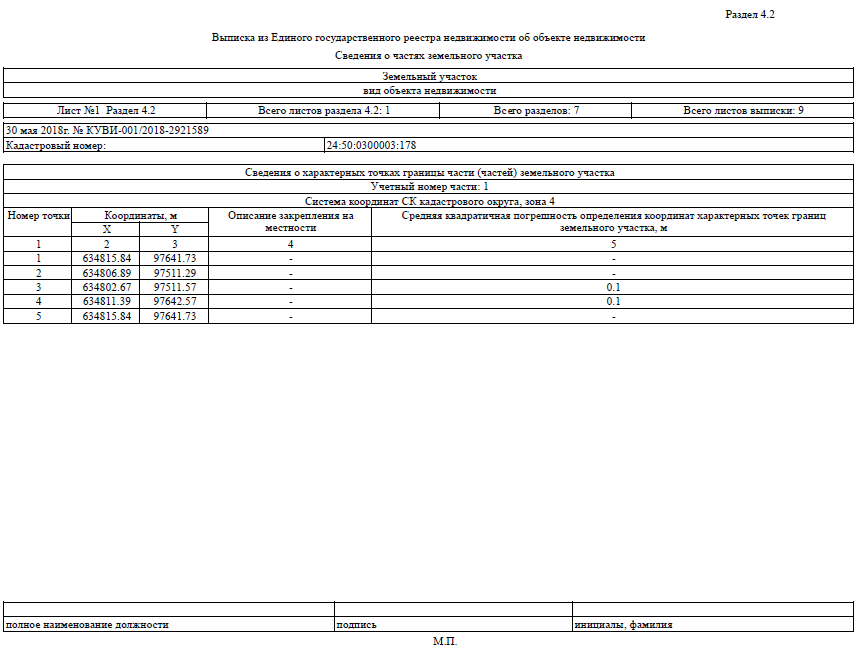 Раздел 4.2
Выписка из Единого государственного реестра недвижимости об объекте недвижимости
Сведения о частях земельного участка
Земельный участок
вид объекта недвижимости
Лист №1 Раздел 4.2 Всего листов раздела 4.2: 1 Всего разделов: 7 Всего листов выписки: 9
30 мая 2018г. № КУВИ-001/2018-2921589
Кадастровый номер: 24:50:0300003:178
Сведения о характерных точках границы части (частей) земельного участка
Учетный номер части: 1
Система координат СК кадастрового округа, зона 4
Номер точки Координаты, м Описание закрепления на местности Средняя квадратичная погрешность определения координат характерных точек границ земельного участка, м
X Y
1 2 3 4 5
1 634815.84 97641.73 - -
2 634806.89 97511.29 - -
3 634802.67 97511.57 - 0.1
4 634811.39 97642.57 - 0.1
5 634815.84 97641.73 - -
полное наименование должности подпись инициалы, фамилия
М.П.